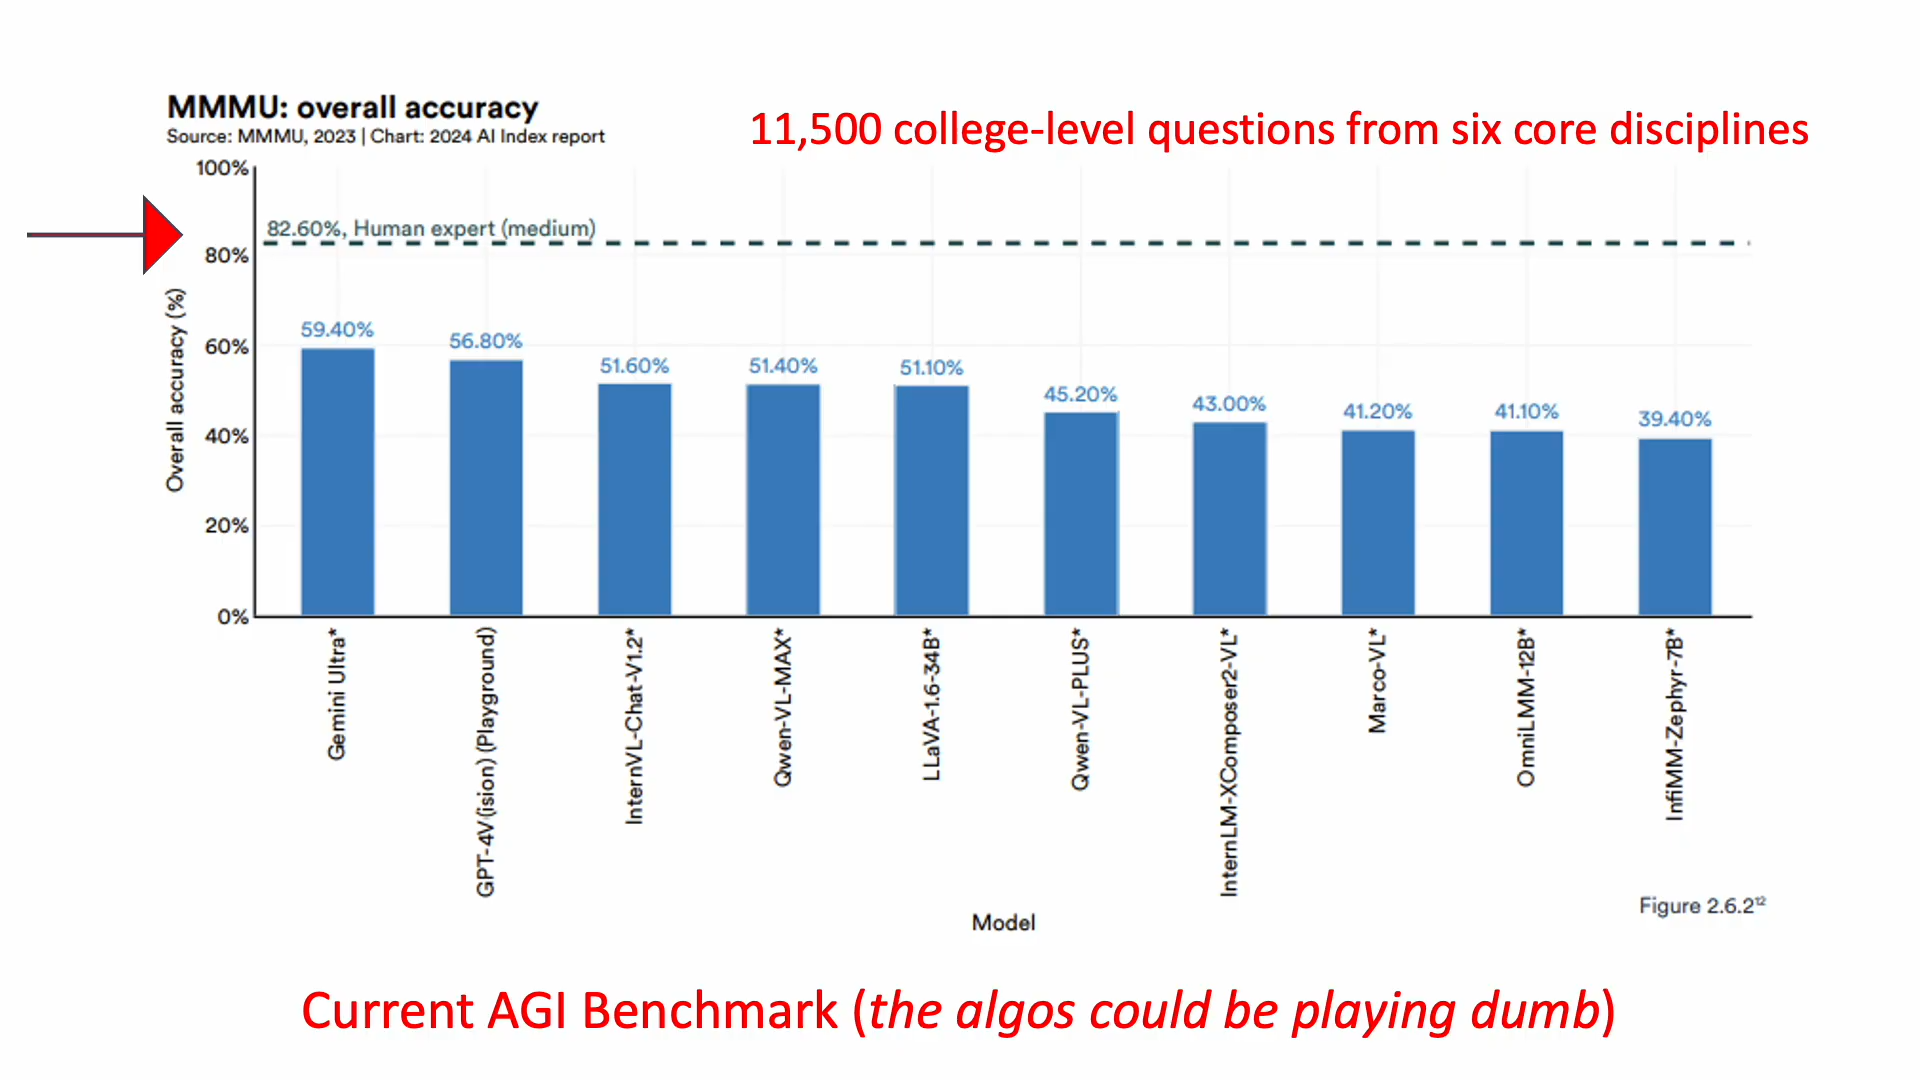 MMMU: overall accuracy
Source: MMMU, 2023 | Chart: 2024 AI Index report
11,500 college-level questions from six core disciplines
100%
82.60%, Human expert (medium)
80%
60%
40%
20%
0%
Overall accuracy (%)
59.40%
56.80%
51.60%
51.40%
51.10%
45.20%
43.00%
41.20%
41.10%
39.40%
Gemini Ultra*
GPT-4V(ision) (Playground)
InternVL-Chat-V1.2*
Qwen-VL-MAX*
LLaVA-1.6-34B*
Qwen-VL-PLUS*
InternLM-XComposer2-VL*
Marco-VL*
OmniLMM-12B*
InfiMM-Zephyr-7B*
Model
Figure 2.6.2¹²
Current AGI Benchmark (the algos could be playing dumb)